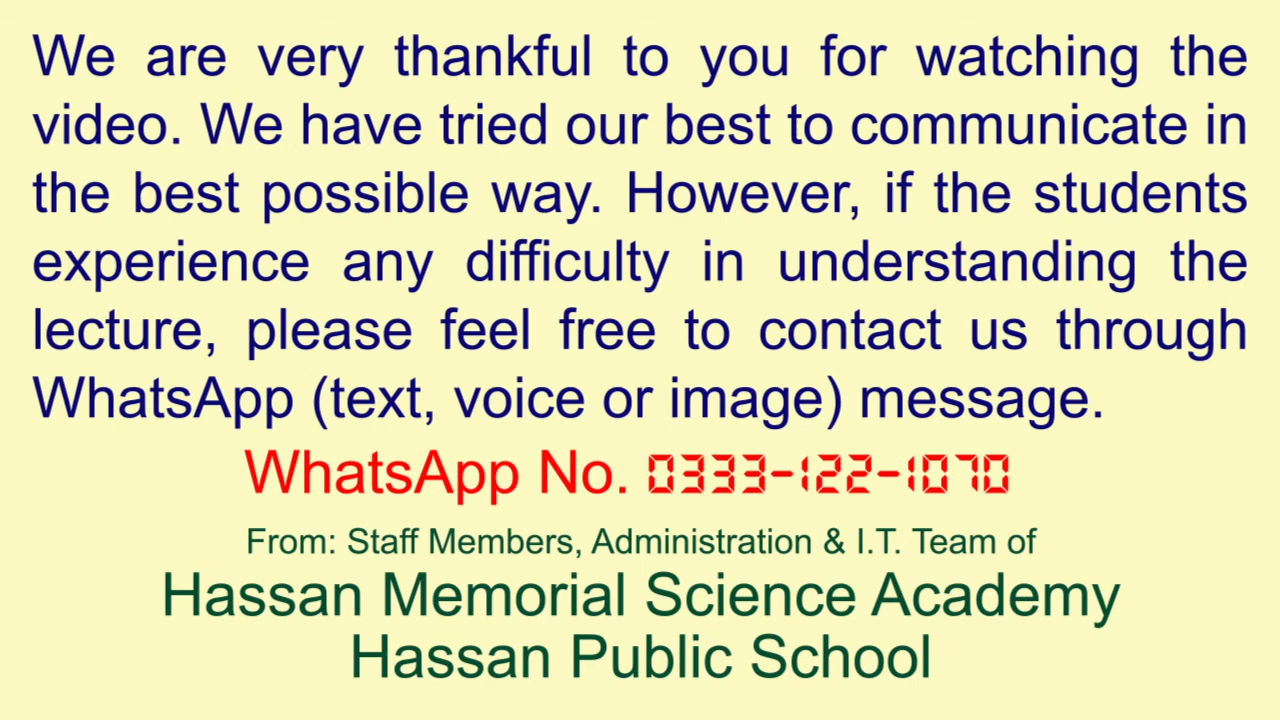 We are very thankful to you for watching the
video. We have tried our best to communicate in
the best possible way. However, if the students
experience any difficulty in understanding the
lecture, please feel free to contact us through
WhatsApp (text, voice or image) message.
WhatsApp No. 0333-122-1070
From: Staff Members, Administration & I.T. Team of
Hassan Memorial Science Academy
Hassan Public School